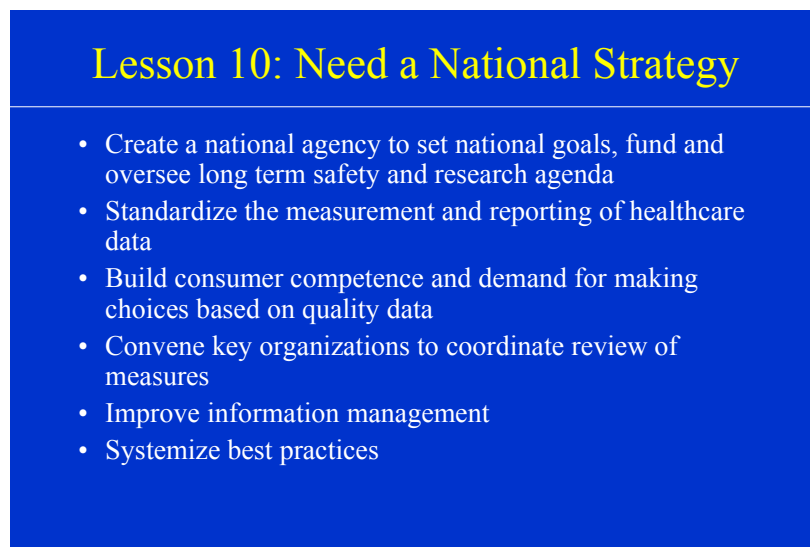 Lesson 10: Need a National Strategy
• Create a national agency to set national goals, fund and
oversee long term safety and research agenda
• Standardize the measurement and reporting of healthcare
data
• Build consumer competence and demand for making
choices based on quality data
• Convene key organizations to coordinate review of
measures
• Improve information management
• Systemize best practices